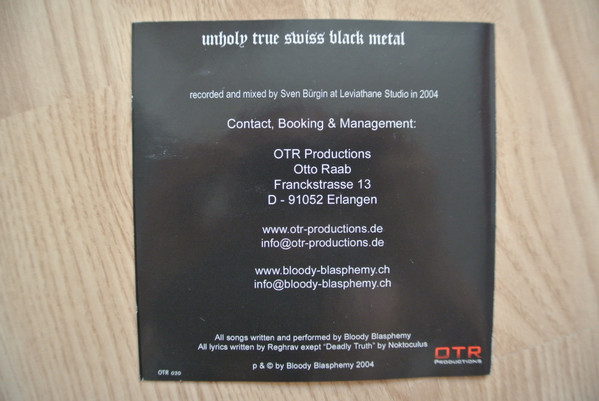 unholy true swiss black metal
recorded and mixed by Sven Bürgin at Leviathane Studio in 2004
Contact, Booking & Management:
OTR Productions
Otto Raab
Franckstrasse 13
D - 91052 Erlangen
www.otr-productions.de
info@otr-productions.de
www.bloody-blasphemy.ch
info@bloody-blasphemy.ch
All songs written and performed by Bloody Blasphemy
All lyrics written by Reghrav exept "Deadly Truth" by Noktoculus
p & © by Bloody Blasphemy 2004
OTR
PRODUCTIONS
OTR 020